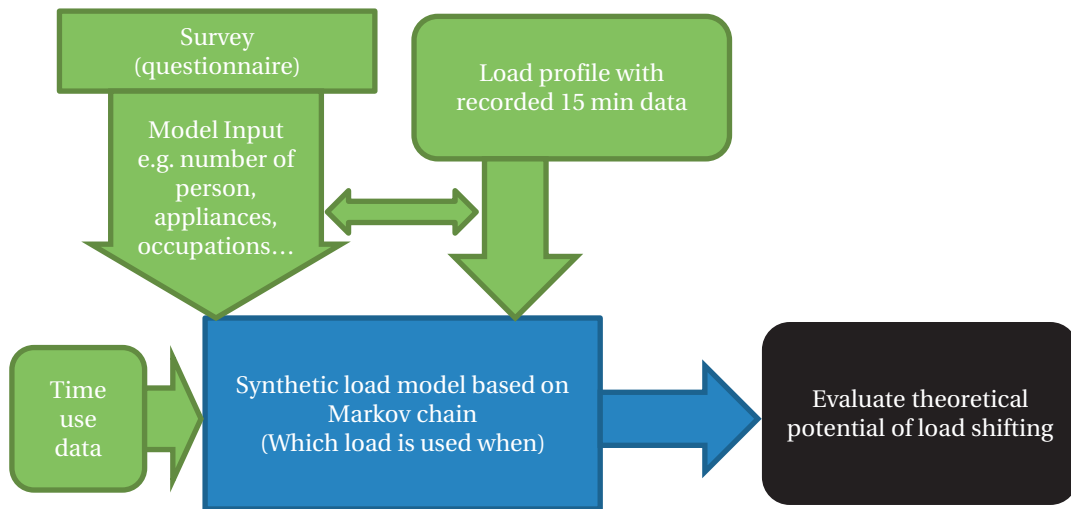 Survey
(questionnaire)
Model Input
e.g. number of
person,
appliances,
occupations…
Load profile with
recorded 15 min data
Time
use
data
Synthetic load model based on
Markov chain
(Which load is used when)
Evaluate theoretical
potential of load shifting